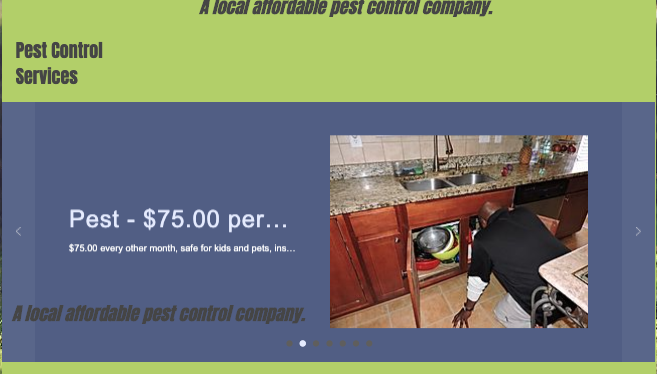 A local affordable pest control company.
Pest Control
Services
Pest - $75.00 per...
$75.00 every other month, safe for kids and pets, ins...
A local affordable pest control company.